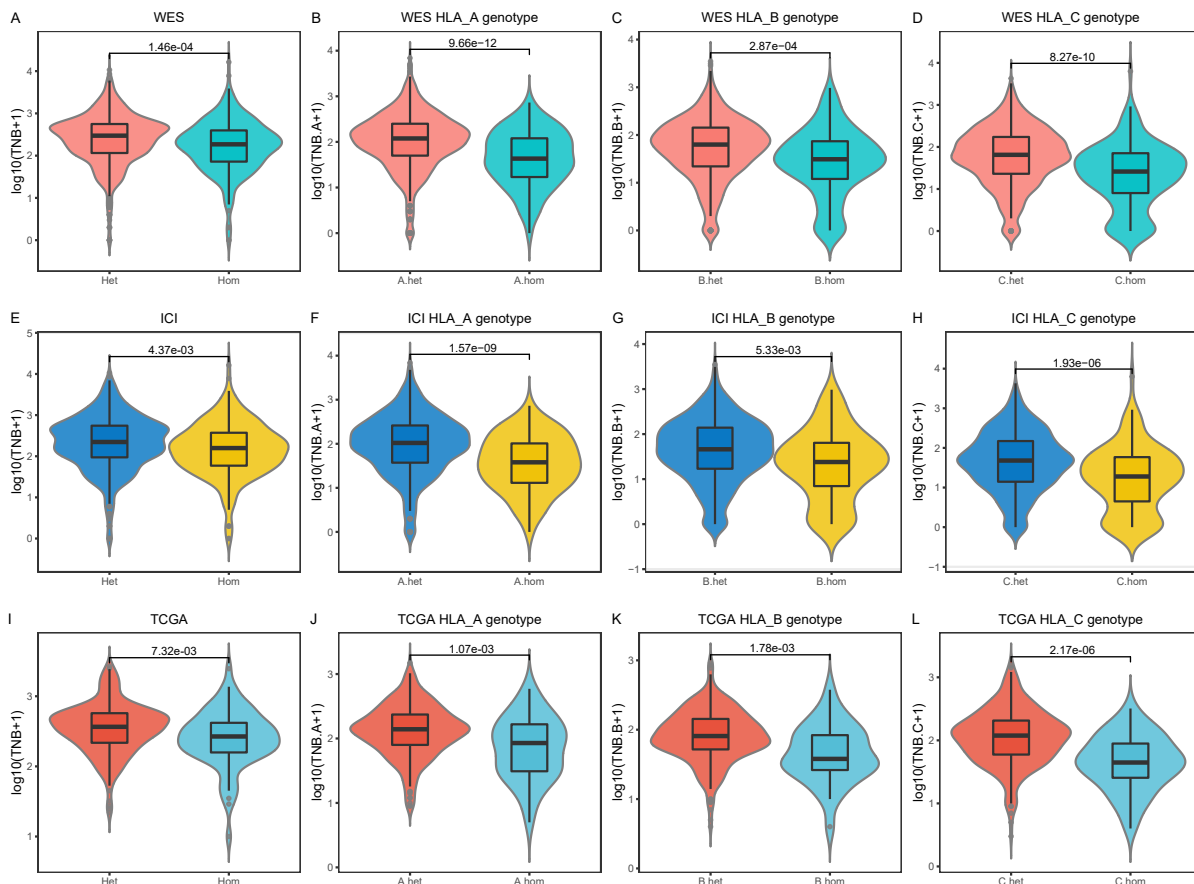 A WES
1.46e−04
log10(TNB+1)
4
3
2
1
0
Het Hom
B WES HLA_A genotype
9.66e−12
log10(TNB.A+1)
4
3
2
1
0
A.het A.hom
C WES HLA_B genotype
2.87e−04
log10(TNB.B+1)
3
2
1
0
B.het B.hom
D WES HLA_C genotype
8.27e−10
log10(TNB.C+1)
4
3
2
1
0
C.het C.hom
E ICI
4.37e−03
log10(TNB+1)
5
4
3
2
1
0
Het Hom
F ICI HLA_A genotype
1.57e−09
log10(TNB.A+1)
4
3
2
1
0
A.het A.hom
G ICI HLA_B genotype
5.33e−03
log10(TNB.B+1)
4
3
2
1
0
−1
B.het B.hom
H ICI HLA_C genotype
1.93e−06
log10(TNB.C+1)
4
3
2
1
0
−1
C.het C.hom
I TCGA
7.32e−03
log10(TNB+1)
3
2
1
Het Hom
J TCGA HLA_A genotype
1.07e−03
log10(TNB.A+1)
3
2
1
0
A.het A.hom
K TCGA HLA_B genotype
1.78e−03
log10(TNB.B+1)
3
2
1
0
B.het B.hom
L TCGA HLA_C genotype
2.17e−06
log10(TNB.C+1)
3
2
1
0
C.het C.hom